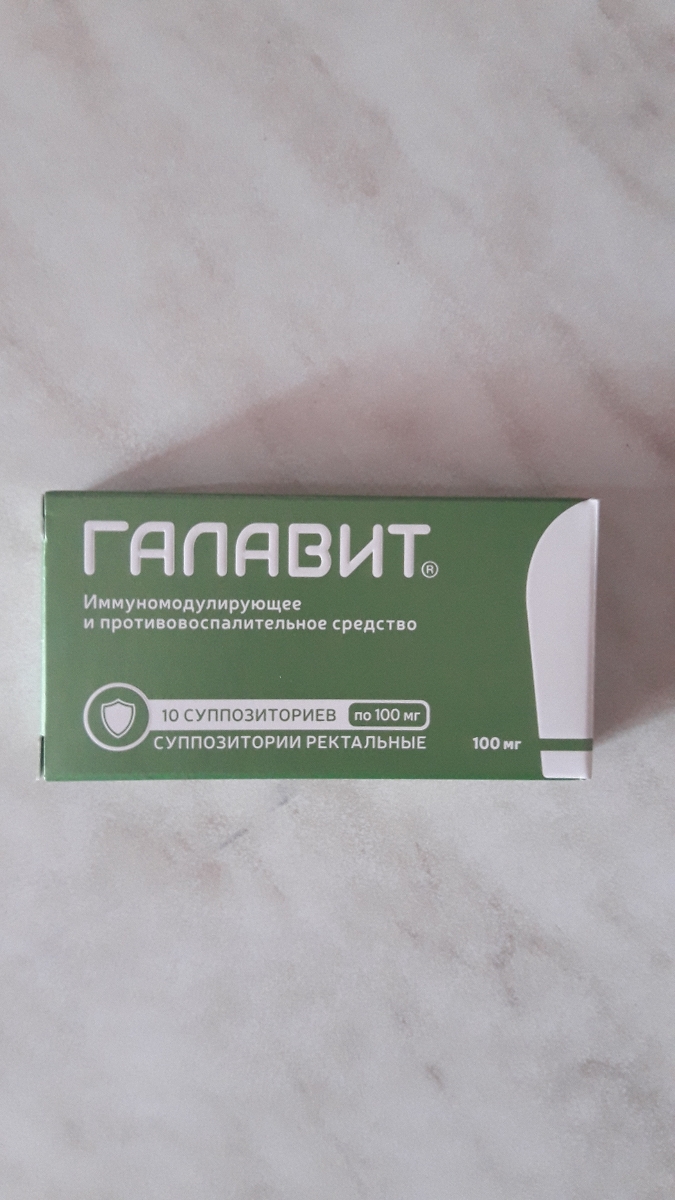 ГАЛАВИТ®
Иммуномодулирующее
и противовоспалительное средство
10 СУППОЗИТОРИЕВ по 100 мг
СУППОЗИТОРИИ РЕКТАЛЬНЫЕ 100 мг